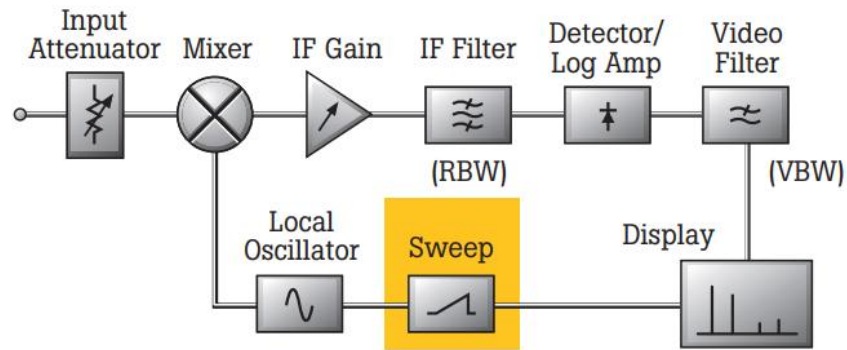 Input
Attenuator
Mixer
IF Gain
IF Filter
Detector/
Log Amp
Video
Filter
(RBW)
(VBW)
Local
Oscillator
Sweep
Display